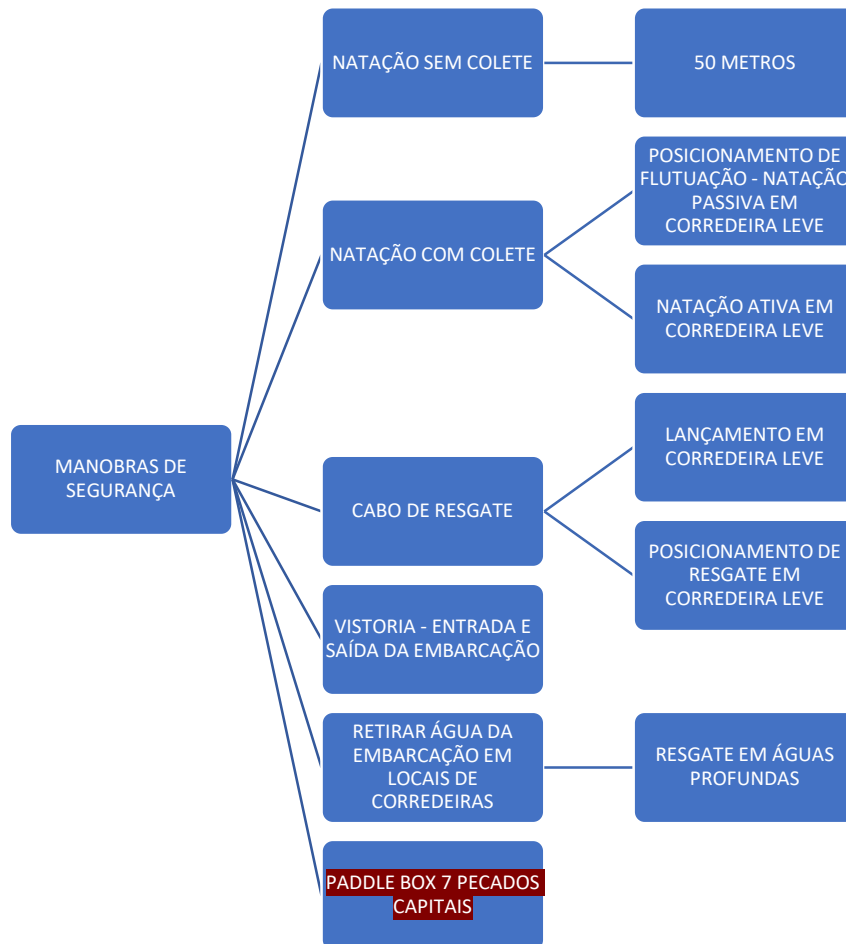 NATAÇÃO SEM COLETE
50 METROS
POSICIONAMENTO DE
FLUTUAÇÃO - NATAÇÃO
PASSIVA EM
CORREDEIRA LEVE
NATAÇÃO COM COLETE
NATAÇÃO ATIVA EM
CORREDEIRA LEVE
MANOBRAS DE
SEGURANÇA
LANÇAMENTO EM
CORREDEIRA LEVE
CABO DE RESGATE
POSICIONAMENTO DE
RESGATE EM
CORREDEIRA LEVE
VISTORIA - ENTRADA E
SAÍDA DA EMBARCAÇÃO
RETIRAR ÁGUA DA
EMBARCAÇÃO EM
LOCAIS DE
CORREDEIRAS
RESGATE EM ÁGUAS
PROFUNDAS
PADDLE BOX 7 PECADOS
CAPITAIS